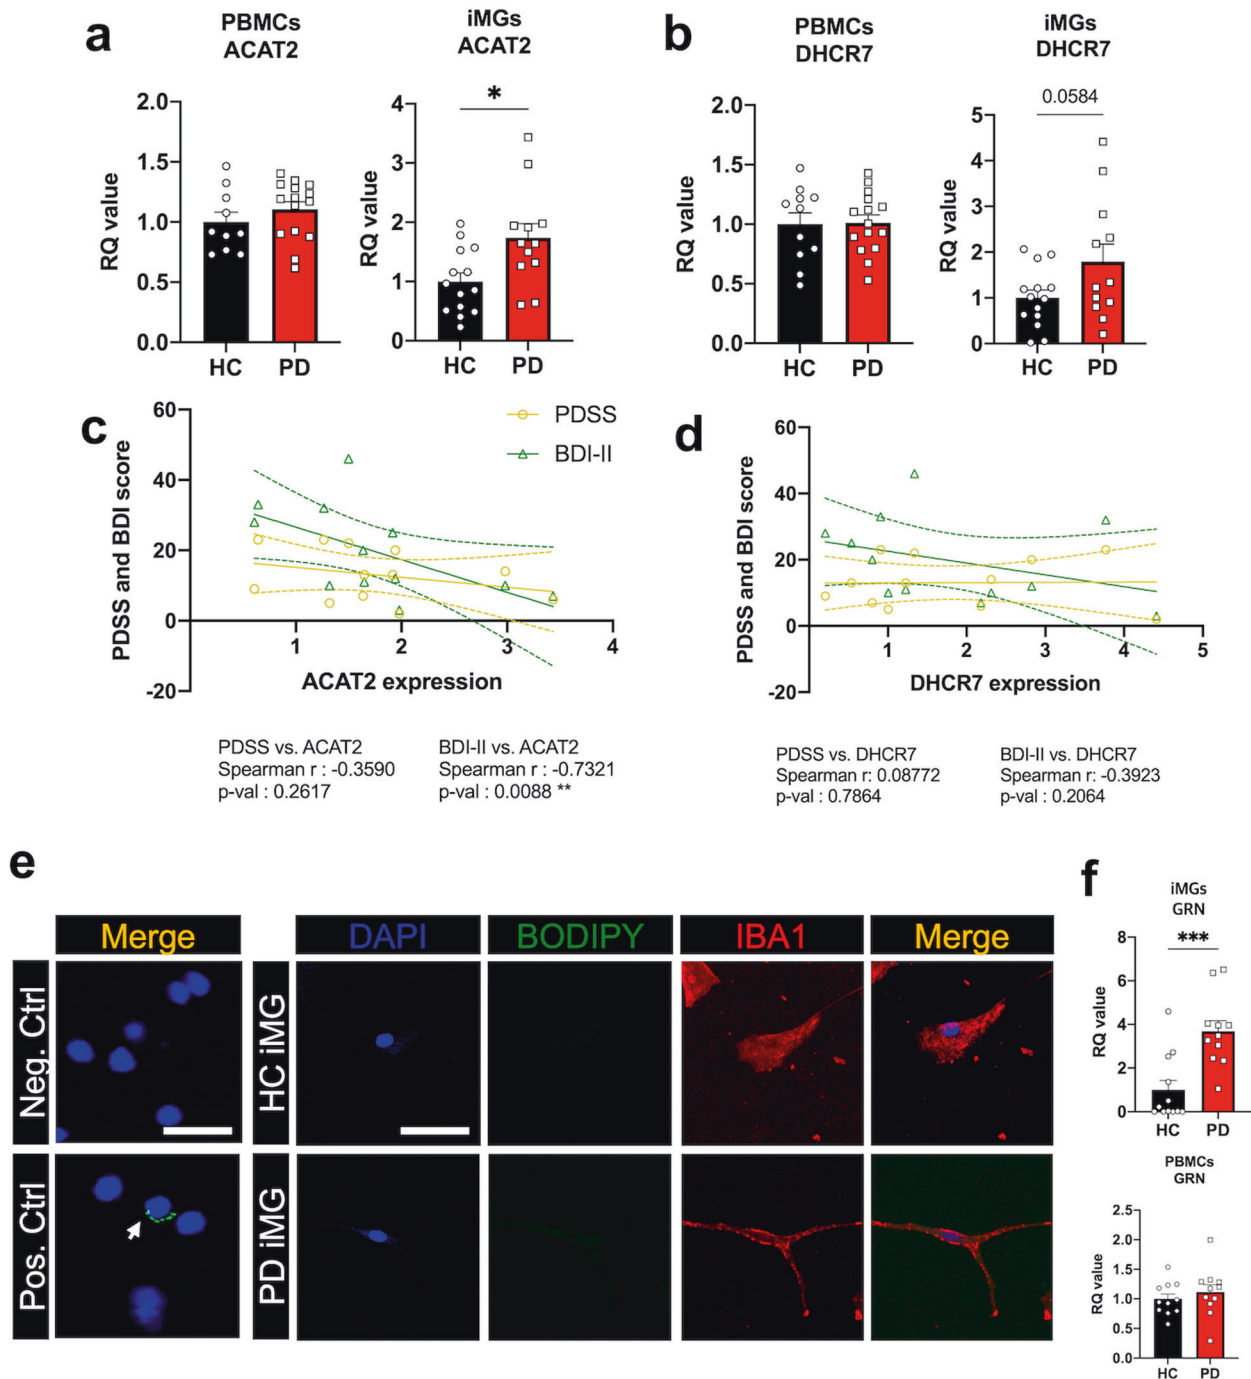 a
PBMCs
ACAT2
RQ value
2.0
1.5
1.0
0.5
0.0
HC
PD
iMGs
ACAT2
*
RQ value
4
3
2
1
0
HC
PD
b
PBMCs
DHCR7
RQ value
2.0
1.5
1.0
0.5
0.0
HC
PD
iMGs
DHCR7
0.0584
RQ value
5
4
3
2
1
0
HC
PD
c
PDSS
BDI-II
PDSS and BDI score
60
40
20
0
-20
1
2
3
4
ACAT2 expression
PDSS vs. ACAT2
Spearman r : -0.3590
p-val : 0.2617
BDI-II vs. ACAT2
Spearman r : -0.7321
p-val : 0.0088 **
d
PDSS and BDI score
60
40
20
0
-20
1
2
3
4
5
DHCR7 expression
PDSS vs. DHCR7
Spearman r: 0.08772
p-val : 0.7864
BDI-II vs. DHCR7
Spearman r: -0.3923
p-val : 0.2064
e
Merge
DAPI
BODIPY
IBA1
Merge
Neg. Ctrl
HC iMG
Pos. Ctrl
PD iMG
f
iMGs
GRN
***
RQ value
8
6
4
2
0
HC
PD
PBMCs
GRN
RQ value
2.5
2.0
1.5
1.0
0.5
0.0
HC
PD